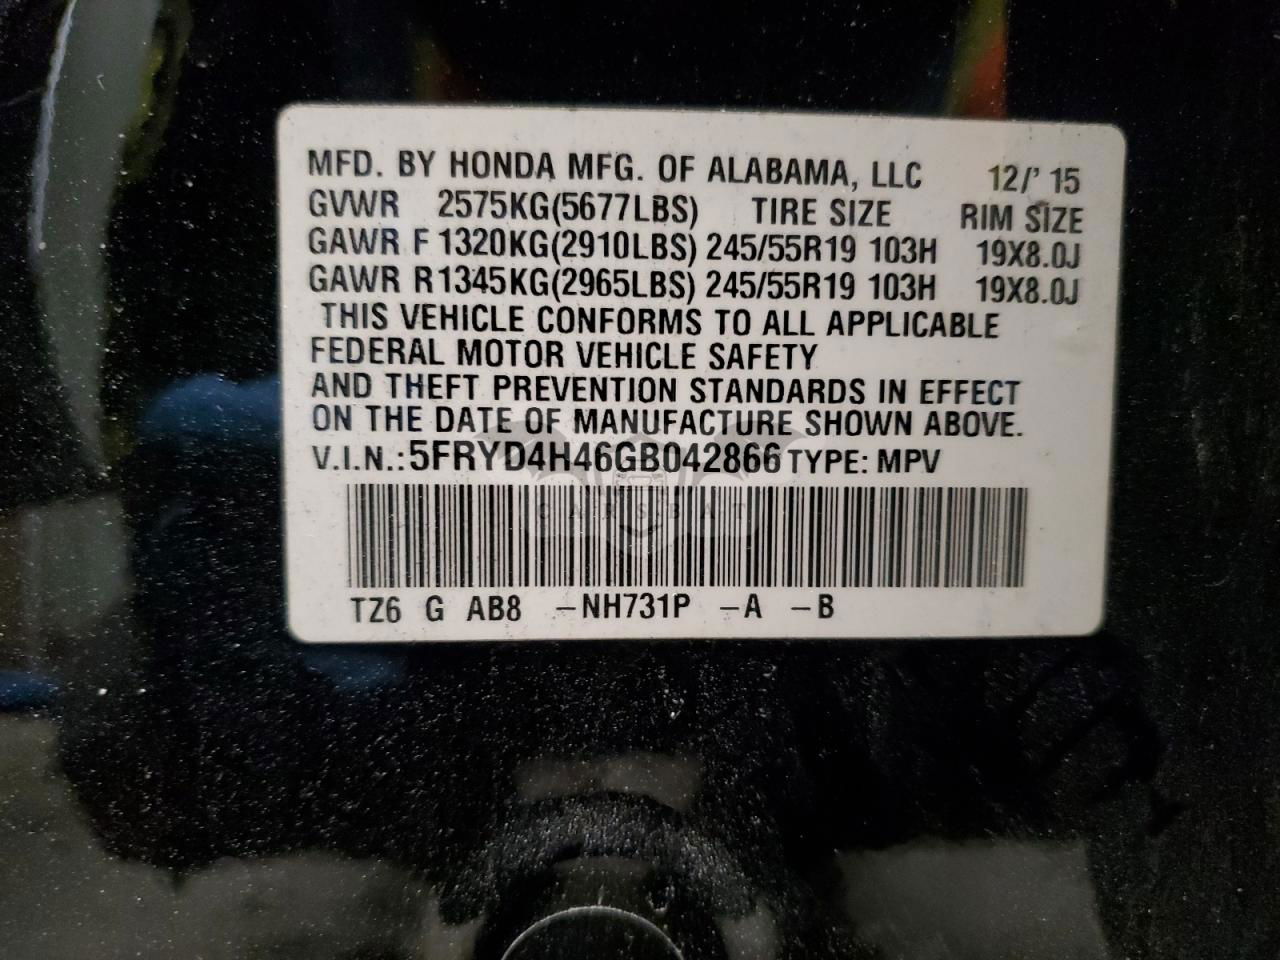 MFD. BY HONDA MFG. OF ALABAMA, LLC 12/'15
GVWR 2575KG(5677LBS) TIRE SIZE RIM SIZE
GAWR F 1320KG(2910LBS) 245/55R19 103H 19X8.0J
GAWR R 1345KG(2965LBS) 245/55R19 103H 19X8.0J
THIS VEHICLE CONFORMS TO ALL APPLICABLE
FEDERAL MOTOR VEHICLE SAFETY
AND THEFT PREVENTION STANDARDS IN EFFECT
ON THE DATE OF MANUFACTURE SHOWN ABOVE.
V.I.N.: 5FRYD4H46GB042866 TYPE: MPV
CARSBAT
TZ6 G AB8 -NH731P -A -B